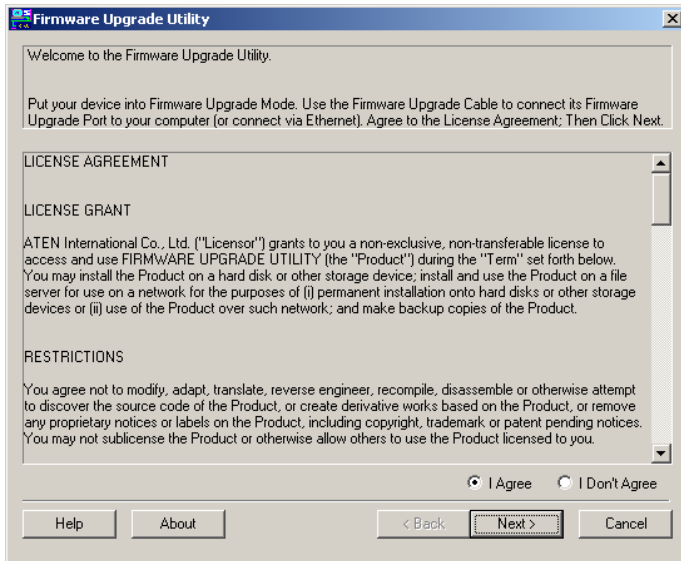 Firmware Upgrade Utility
Welcome to the Firmware Upgrade Utility.
Put your device into Firmware Upgrade Mode. Use the Firmware Upgrade Cable to connect its Firmware
Upgrade Port to your computer (or connect via Ethernet). Agree to the License Agreement; Then Click Next.
LICENSE AGREEMENT
LICENSE GRANT
ATEN International Co., Ltd. ("Licensor") grants to you a non-exclusive, non-transferable license to
access and use FIRMWARE UPGRADE UTILITY (the "Product") during the "Term" set forth below.
You may install the Product on a hard disk or other storage device; install and use the Product on a file
server for use on a network for the purposes of (i) permanent installation onto hard disks or other storage
devices or (ii) use of the Product over such network; and make backup copies of the Product.
RESTRICTIONS
You agree not to modify, adapt, translate, reverse engineer, recompile, disassemble or otherwise attempt
to discover the source code of the Product, or create derivative works based on the Product, or remove
any proprietary notices or labels on the Product, including copyright, trademark or patent pending notices.
You may not sublicense the Product or otherwise allow others to use the Product licensed to you.
I Agree I Don't Agree
Help About < Back Next > Cancel